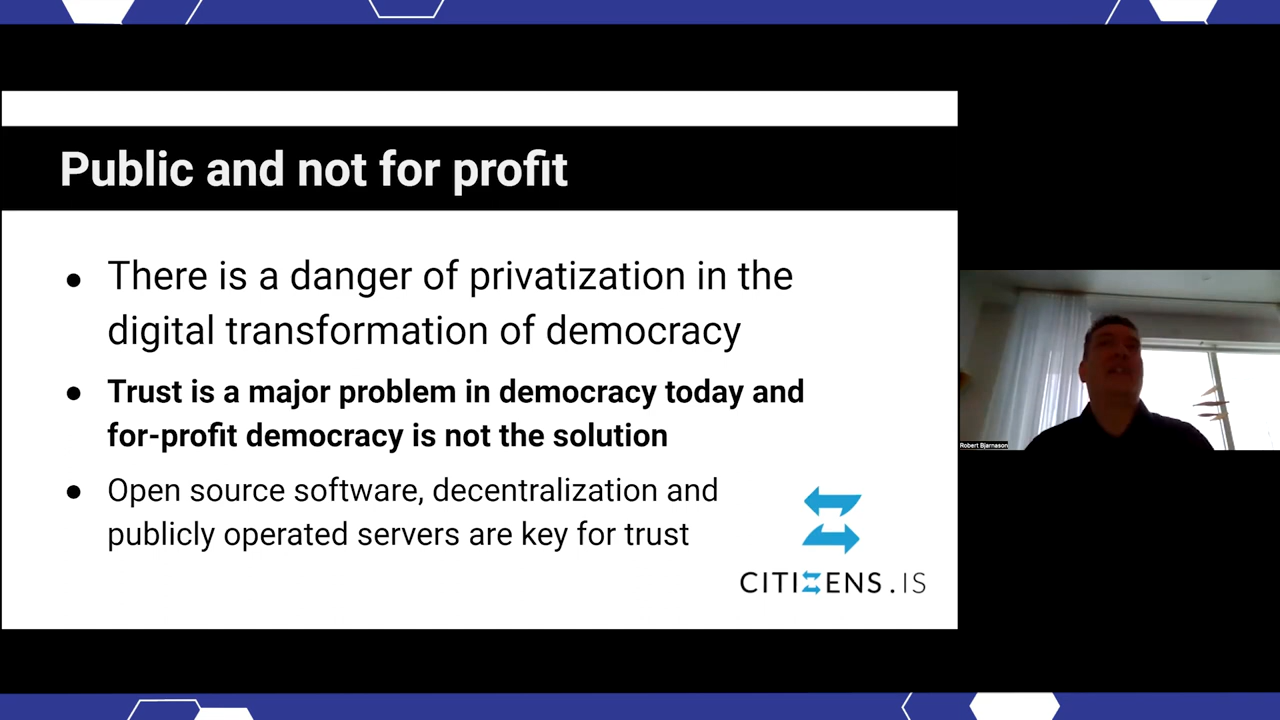 Public and not for profit
● There is a danger of privatization in the
digital transformation of democracy
● Trust is a major problem in democracy today and
for-profit democracy is not the solution
● Open source software, decentralization and
publicly operated servers are key for trust
CITIZENS.IS
Robert Bjarnason